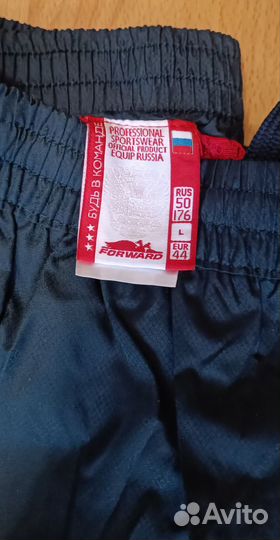 PROFESSIONAL
SPORTSWEAR
OFFICIAL PRODUCT
EQUIP RUSSIA
★★★ БУДЬ В КОМАНДЕ
RUS
50
176
L
EUR
44
FORWARD
Avito